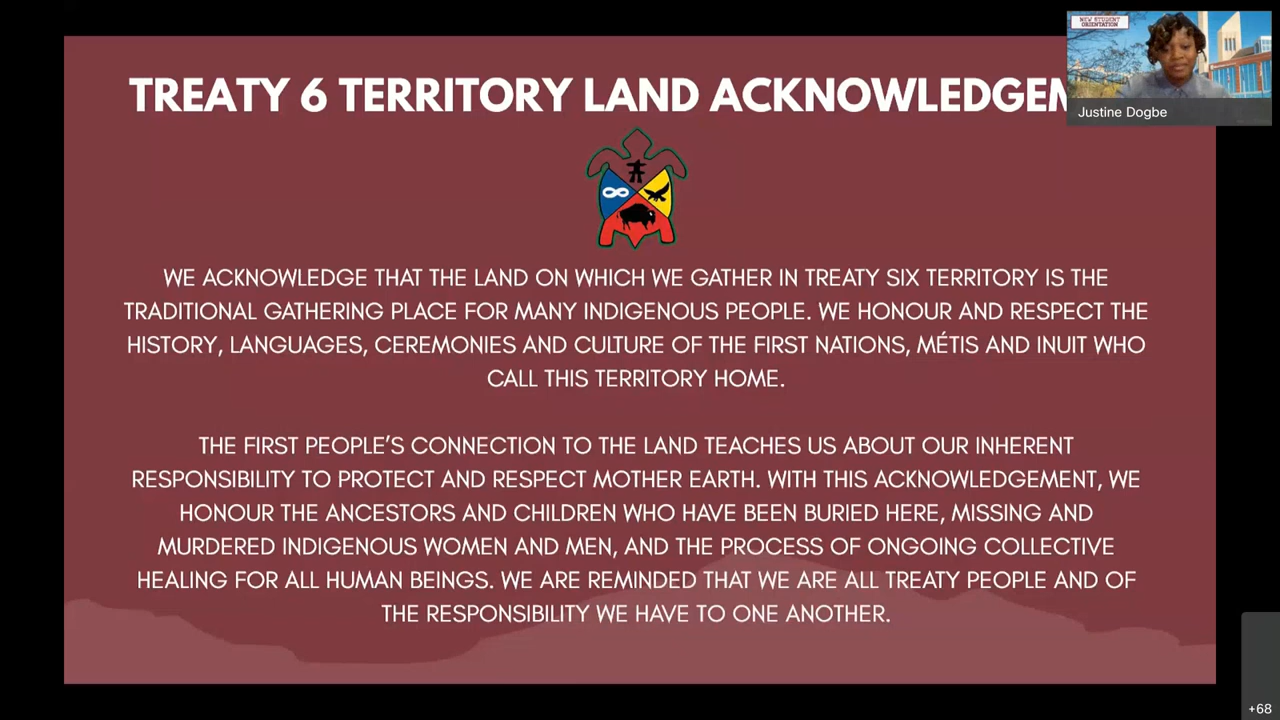 TREATY 6 TERRITORY LAND ACKNOWLEDGEM
NEW STUDENT
ORIENTATION
Justine Dogbe
WE ACKNOWLEDGE THAT THE LAND ON WHICH WE GATHER IN TREATY SIX TERRITORY IS THE
TRADITIONAL GATHERING PLACE FOR MANY INDIGENOUS PEOPLE. WE HONOUR AND RESPECT THE
HISTORY, LANGUAGES, CEREMONIES AND CULTURE OF THE FIRST NATIONS, MÉTIS AND INUIT WHO
CALL THIS TERRITORY HOME.
THE FIRST PEOPLE'S CONNECTION TO THE LAND TEACHES US ABOUT OUR INHERENT
RESPONSIBILITY TO PROTECT AND RESPECT MOTHER EARTH. WITH THIS ACKNOWLEDGEMENT, WE
HONOUR THE ANCESTORS AND CHILDREN WHO HAVE BEEN BURIED HERE, MISSING AND
MURDERED INDIGENOUS WOMEN AND MEN, AND THE PROCESS OF ONGOING COLLECTIVE
HEALING FOR ALL HUMAN BEINGS. WE ARE REMINDED THAT WE ARE ALL TREATY PEOPLE AND OF
THE RESPONSIBILITY WE HAVE TO ONE ANOTHER.
+68